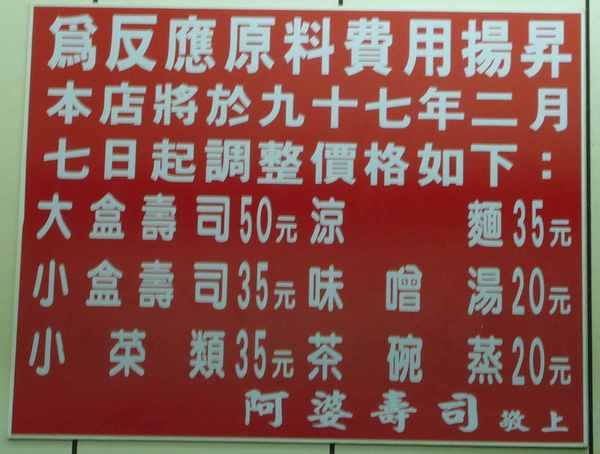 為反應原料費用揚昇
本店將於九十七年二月
七日起調整價格如下：
大盒壽司50元 涼麵35元
小盒壽司35元 味噌湯20元
小菜類35元 茶碗蒸20元
阿婆壽司 敬上